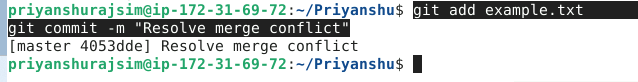 priyanshurajsim@ip-172-31-69-72:~/Priyanshu$ git add example.txt
git commit -m "Resolve merge conflict"
[master 4053dde] Resolve merge conflict
priyanshurajsim@ip-172-31-69-72:~/Priyanshu$